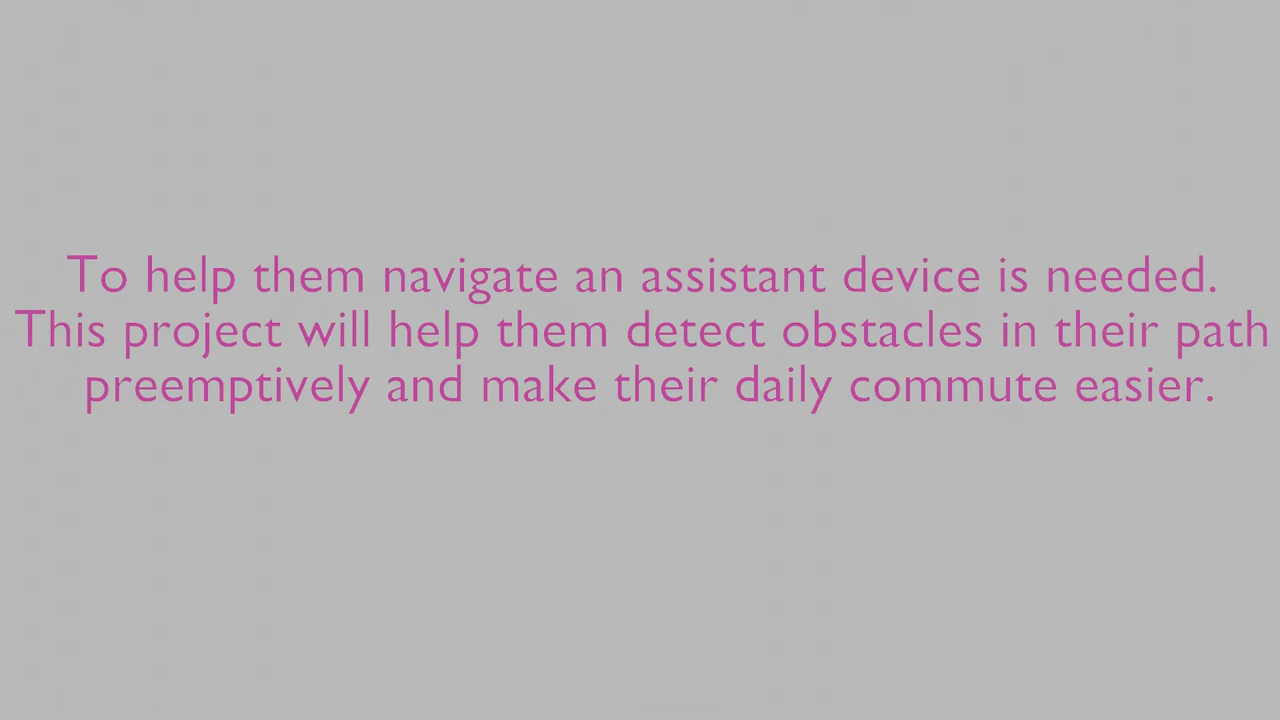 To help them navigate an assistant device is needed.
This project will help them detect obstacles in their path
preemptively and make their daily commute easier.